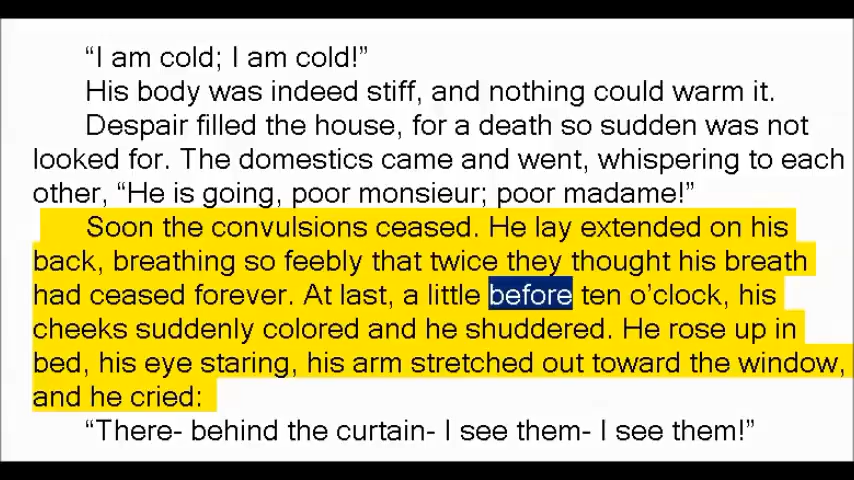 “I am cold; I am cold!”
His body was indeed stiff, and nothing could warm it.
Despair filled the house, for a death so sudden was not
looked for. The domestics came and went, whispering to each
other, “He is going, poor monsieur; poor madame!”
Soon the convulsions ceased. He lay extended on his
back, breathing so feebly that twice they thought his breath
had ceased forever. At last, a little before ten o’clock, his
cheeks suddenly colored and he shuddered. He rose up in
bed, his eye staring, his arm stretched out toward the window,
and he cried:
“There- behind the curtain- I see them- I see them!”